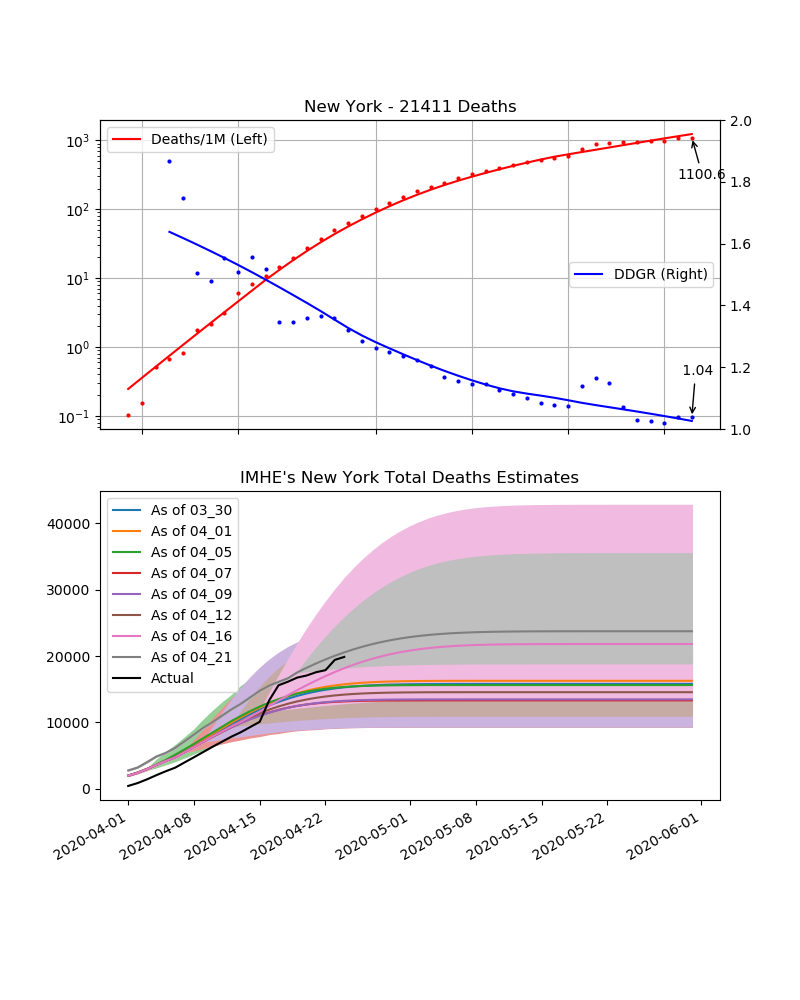 New York - 21411 Deaths
Deaths/1M (Left)
DDGR (Right)
1100.6
1.04
10³
10²
10¹
10⁰
10⁻¹
2.0
1.8
1.6
1.4
1.2
1.0
IMHE's New York Total Deaths Estimates
As of 03_30
As of 04_01
As of 04_05
As of 04_07
As of 04_09
As of 04_12
As of 04_16
As of 04_21
Actual
40000
30000
20000
10000
0
2020-04-01
2020-04-08
2020-04-15
2020-04-22
2020-05-01
2020-05-08
2020-05-15
2020-05-22
2020-06-01